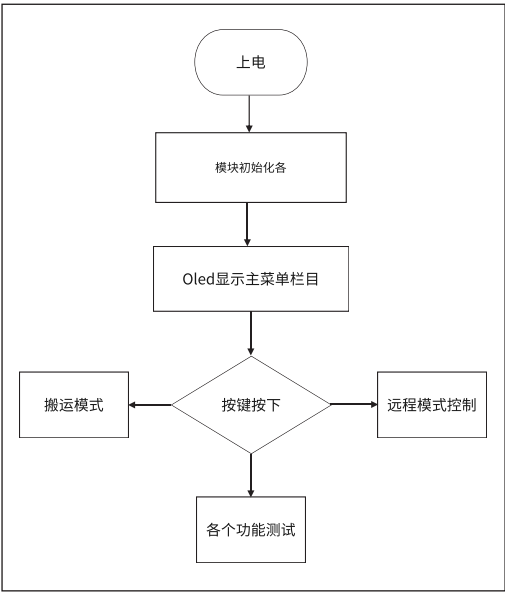 上电
模块初始化各
Oled显示主菜单栏目
搬运模式
按键按下
远程模式控制
各个功能测试